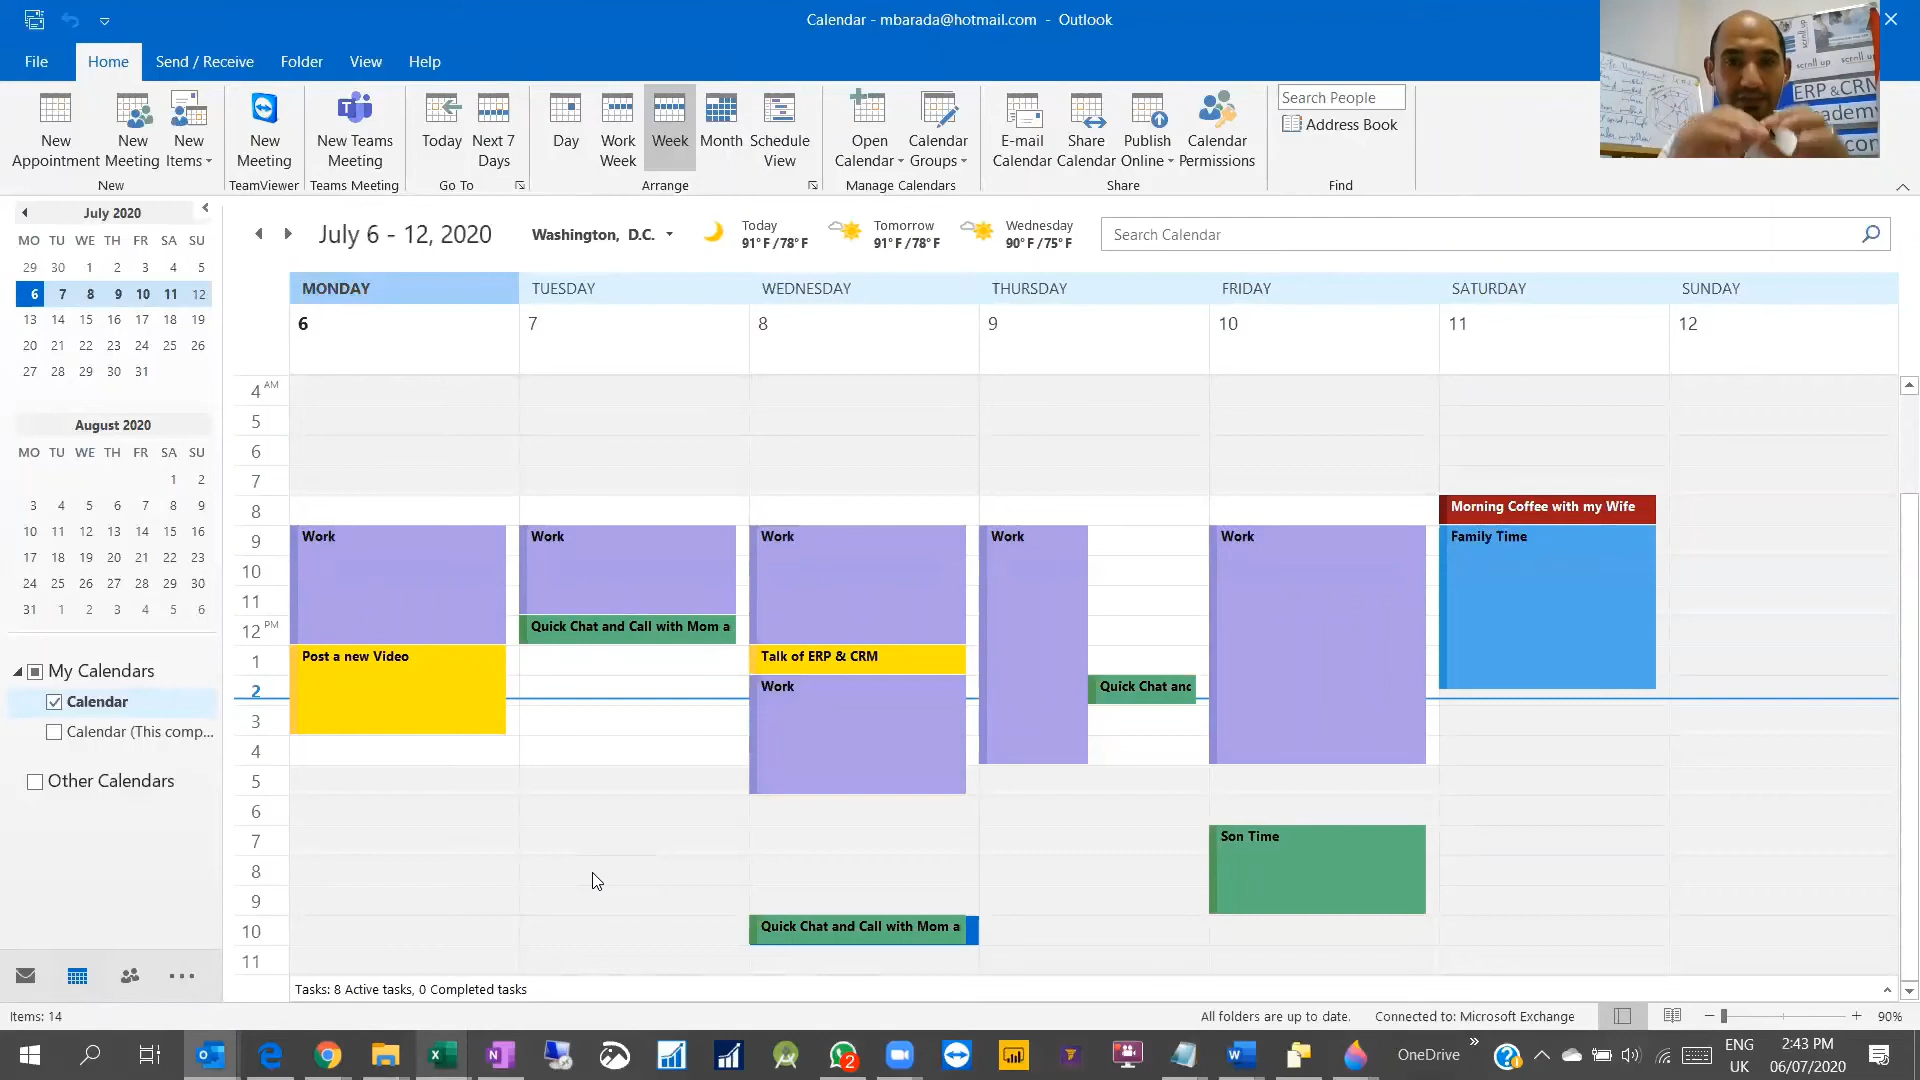 Calendar - mbarada@hotmail.com - Outlook
File Home Send / Receive Folder View Help
New Appointment
New Meeting
New Items
New
New Meeting
TeamViewer
New Teams Meeting
Teams Meeting
Today
Next 7 Days
Go To
Day
Work Week
Week
Month
Schedule View
Arrange
Open Calendar
Calendar Groups
Manage Calendars
E-mail Calendar
Share Calendar
Publish Online
Calendar Permissions
Share
Search People
Address Book
Find
scroll up
scroll
ERP & CRM
ademy
.com
July 2020
MO TU WE TH FR SA SU
29 30 1 2 3 4 5
6 7 8 9 10 11 12
13 14 15 16 17 18 19
20 21 22 23 24 25 26
27 28 29 30 31
August 2020
MO TU WE TH FR SA SU
1 2
3 4 5 6 7 8 9
10 11 12 13 14 15 16
17 18 19 20 21 22 23
24 25 26 27 28 29 30
31 1 2 3 4 5 6
My Calendars
Calendar
Calendar (This comp...
Other Calendars
July 6 - 12, 2020
Washington, D.C.
Today
91°F/78°F
Tomorrow
91°F/78°F
Wednesday
90°F/75°F
Search Calendar
MONDAY TUESDAY WEDNESDAY THURSDAY FRIDAY SATURDAY SUNDAY
6 7 8 9 10 11 12
4 AM
5
6
7
8 Morning Coffee with my Wife
9 Work Work Work Work Work Family Time
10
11
12 PM Quick Chat and Call with Mom a
1 Post a new Video Talk of ERP & CRM
2 Work Quick Chat anc
3
4
5
6
7 Son Time
8
9
10 Quick Chat and Call with Mom a
11
Tasks: 8 Active tasks, 0 Completed tasks
Items: 14
All folders are up to date. Connected to: Microsoft Exchange 90%
OneDrive
2
ENG
UK
2:43 PM
06/07/2020